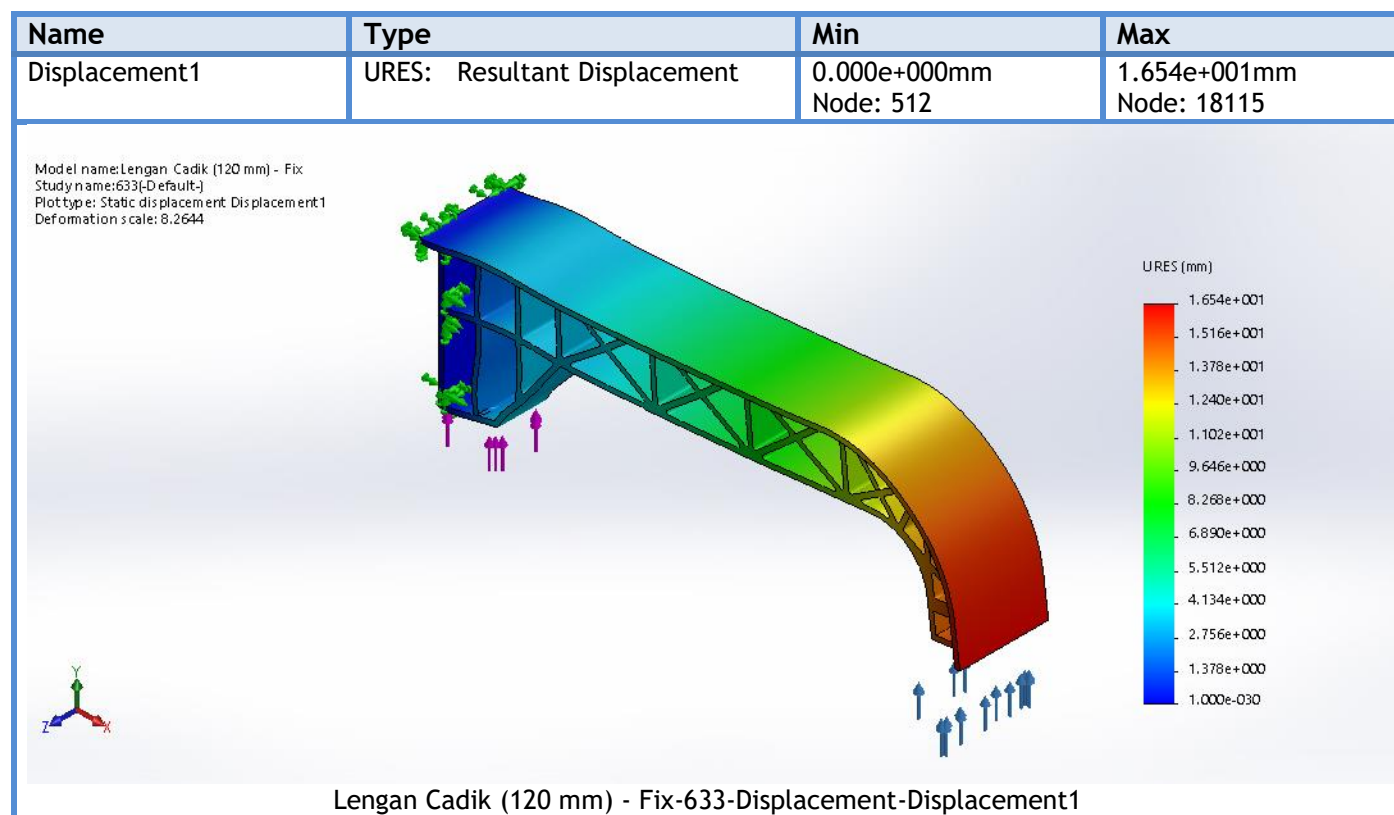 Name Type Min Max
Displacement1 URES: Resultant Displacement 0.000e+000mm 1.654e+001mm
Node: 512 Node: 18115
Model name:Lengan Cadik (120 mm) - Fix
Study name:633(-Default-)
Plot type: Static displacement Displacement1
Deformation scale: 8.2644
URES (mm)
1.654e+001
1.516e+001
1.378e+001
1.240e+001
1.102e+001
9.646e+000
8.268e+000
6.890e+000
5.512e+000
4.134e+000
2.756e+000
1.378e+000
1.000e-030
Y
Z X
Lengan Cadik (120 mm) - Fix-633-Displacement-Displacement1